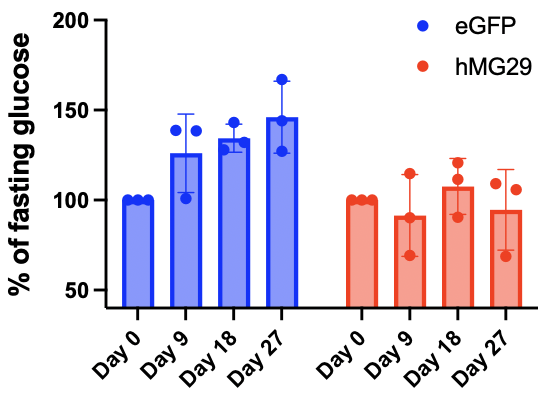 % of fasting glucose
200
150
100
50
eGFP
hMG29
Day 0
Day 9
Day 18
Day 27
Day 0
Day 9
Day 18
Day 27